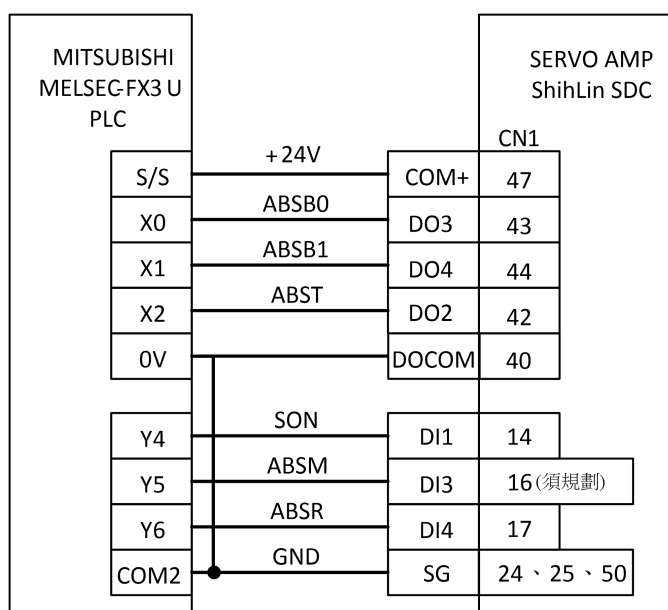 MITSUBISHI
MELSEC-FX3 U
PLC
SERVO AMP
ShihLin SDC
CN1
S/S +24V COM+ 47
X0 ABSB0 DO3 43
X1 ABSB1 DO4 44
X2 ABST DO2 42
0V DOCOM 40
Y4 SON DI1 14
Y5 ABSM DI3 16(須規劃)
Y6 ABSR DI4 17
COM2 GND SG 24、25、50